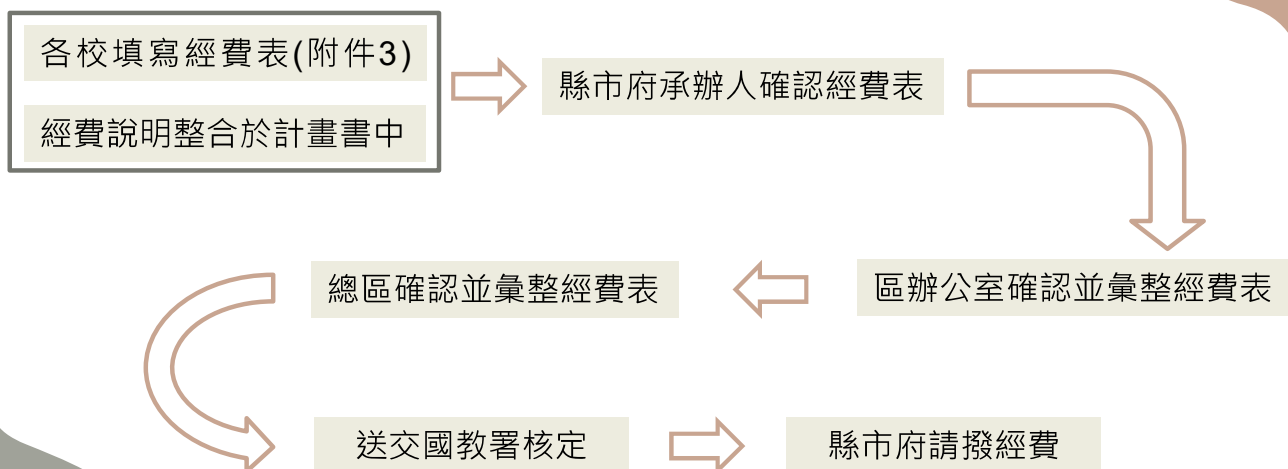 各校填寫經費表(附件3)
經費說明整合於計畫書中
縣市府承辦人確認經費表
區辦公室確認並彙整經費表
總區確認並彙整經費表
送交國教署核定
縣市府請撥經費